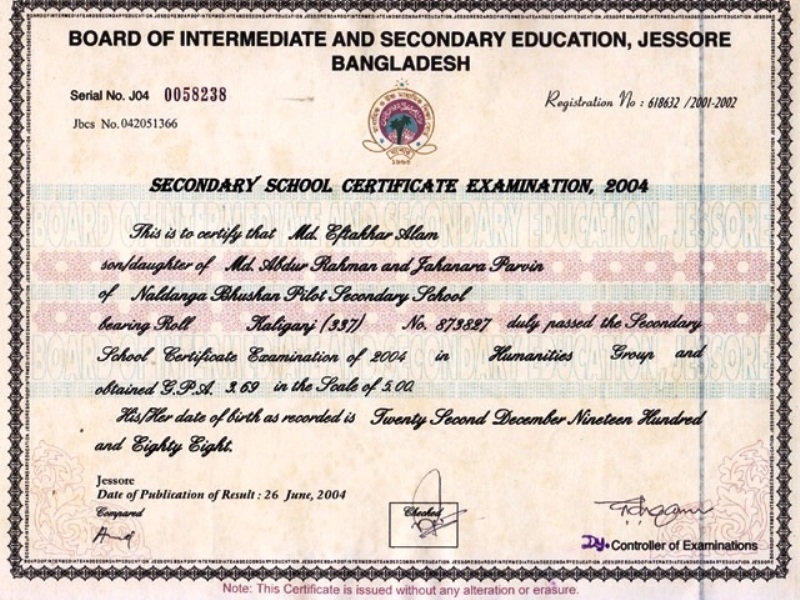 BOARD OF INTERMEDIATE AND SECONDARY EDUCATION, JESSORE
BANGLADESH
Serial No. J04 0058238
Registration No : 618632 /2001-2002
Jbcs No. 042051366
SECONDARY SCHOOL CERTIFICATE EXAMINATION, 2004
This is to certify that Md. Eftakhar Alam
son/daughter of Md. Abdur Rahman and Jahanara Parvin
of Naldanga Bhushan Pilot Secondary School
bearing Roll Kaliganj (337) No. 873827 duly passed the Secondary
School Certificate Examination of 2004 in Humanities Group and
obtained G.P.A. 3.69 in the Scale of 5.00.
His/Her date of birth as recorded is Twenty Second December Nineteen Hundred
and Eighty Eight.
Jessore
Date of Publication of Result : 26 June, 2004
Compared
Checked
Dy. Controller of Examinations
Note: This Certificate is issued without any alteration or erasure.